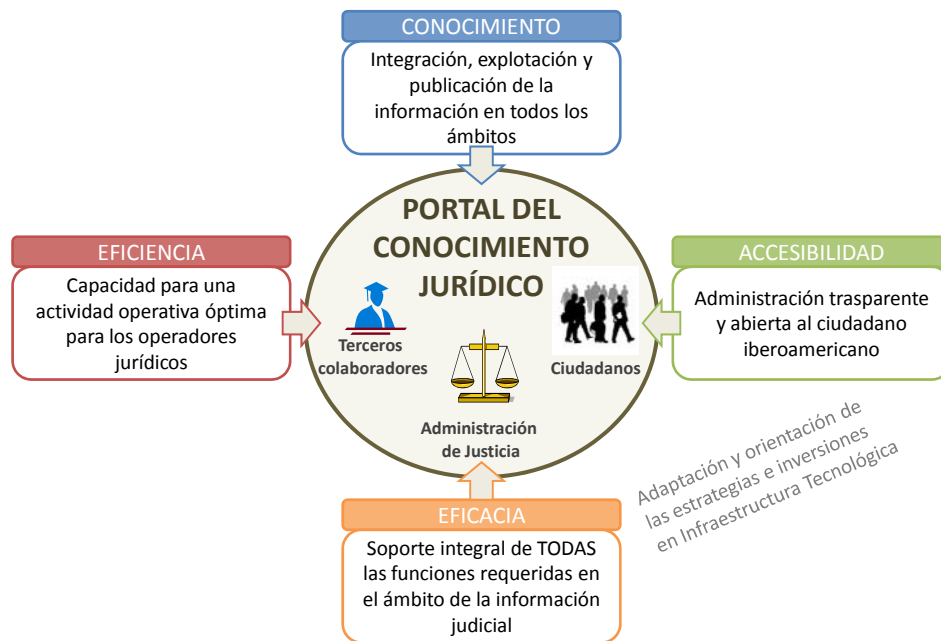 CONOCIMIENTO
Integración, explotación y
publicación de la
información en todos los
ámbitos
PORTAL DEL
CONOCIMIENTO
JURÍDICO
EFICIENCIA
Capacidad para una
actividad operativa óptima
para los operadores
jurídicos
ACCESIBILIDAD
Administración trasparente
y abierta al ciudadano
iberoamericano
Terceros
colaboradores
Ciudadanos
Administración
de Justicia
Adaptación y orientación de
las estrategias e inversiones
en Infraestructura Tecnológica
EFICACIA
Soporte integral de TODAS
las funciones requeridas en
el ámbito de la información
judicial